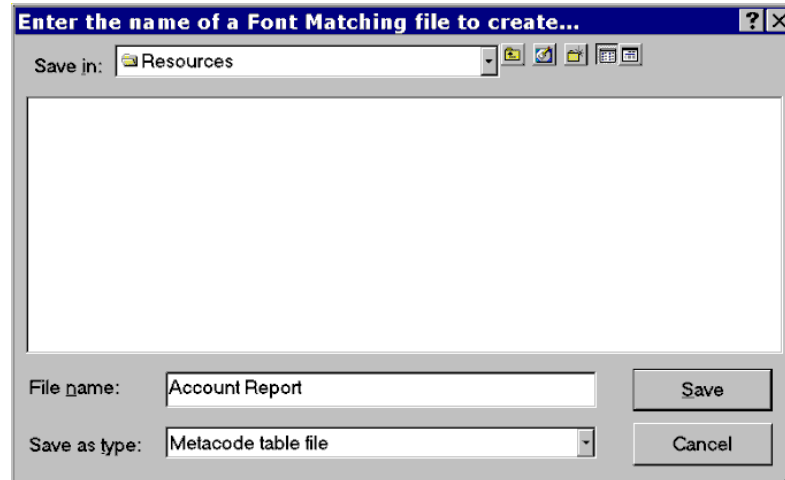 Enter the name of a Font Matching file to create...
Save in: Resources
File name: Account Report Save
Save as type: Metacode table file Cancel